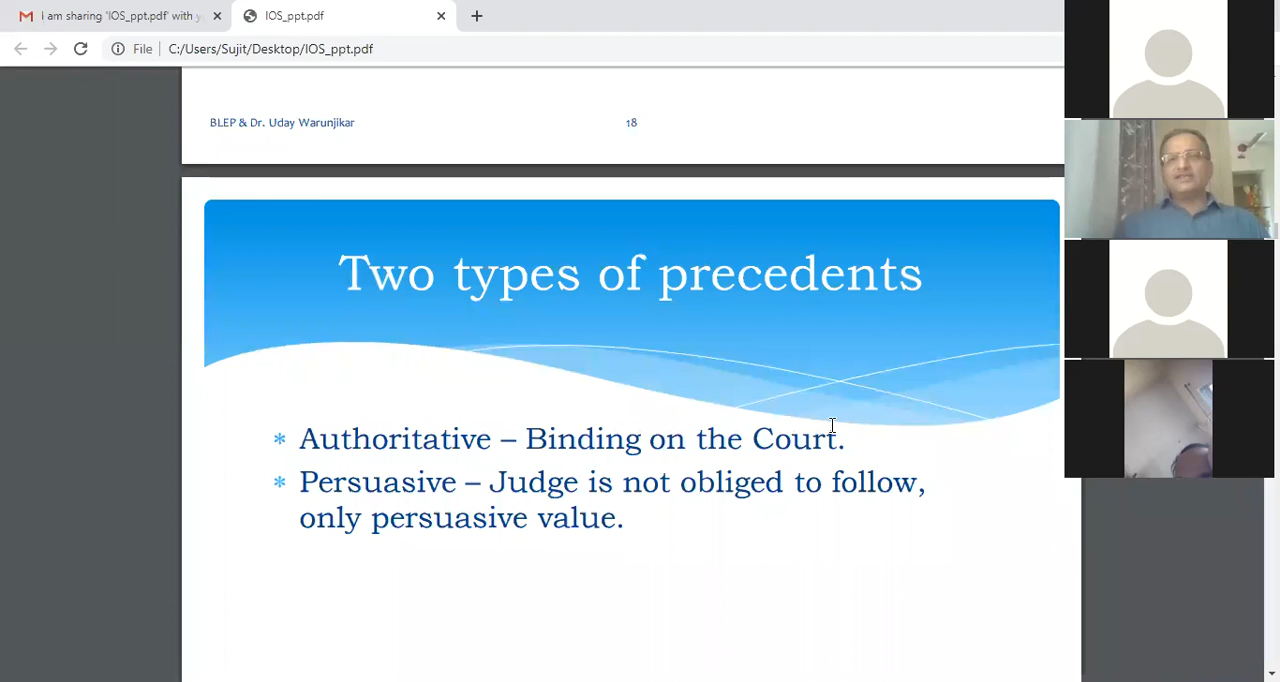 I am sharing 'IOS_ppt.pdf' with
IOS_ppt.pdf
File C:/Users/Sujit/Desktop/IOS_ppt.pdf
BLEP & Dr. Uday Warunjikar 18
Two types of precedents
* Authoritative – Binding on the Court.
* Persuasive – Judge is not obliged to follow,
only persuasive value.